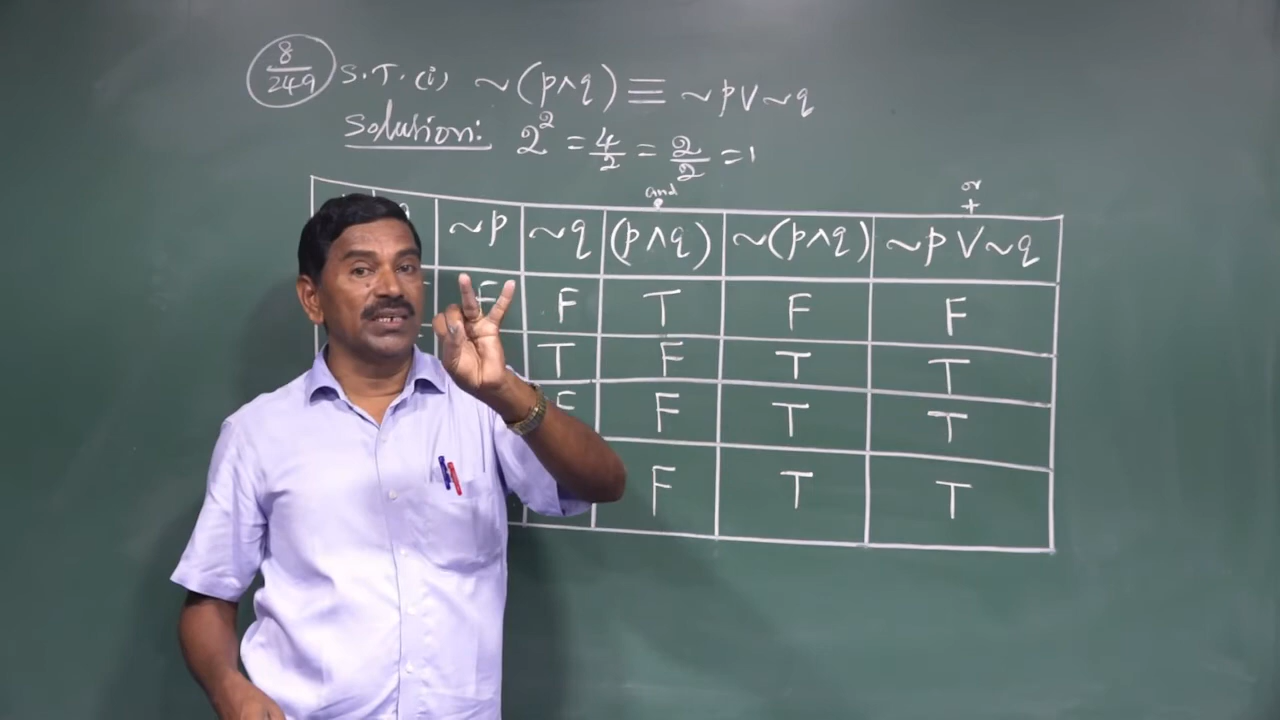 8/249 S.T. (i) ~(p∧q) ≡ ~p∨~q
Solution: 2² = 4/2 = 2/2 = 1
and or
• +
~p ~q (p∧q) ~(p∧q) ~p∨~q
F F T F F
T F T T
F F T T
F T T